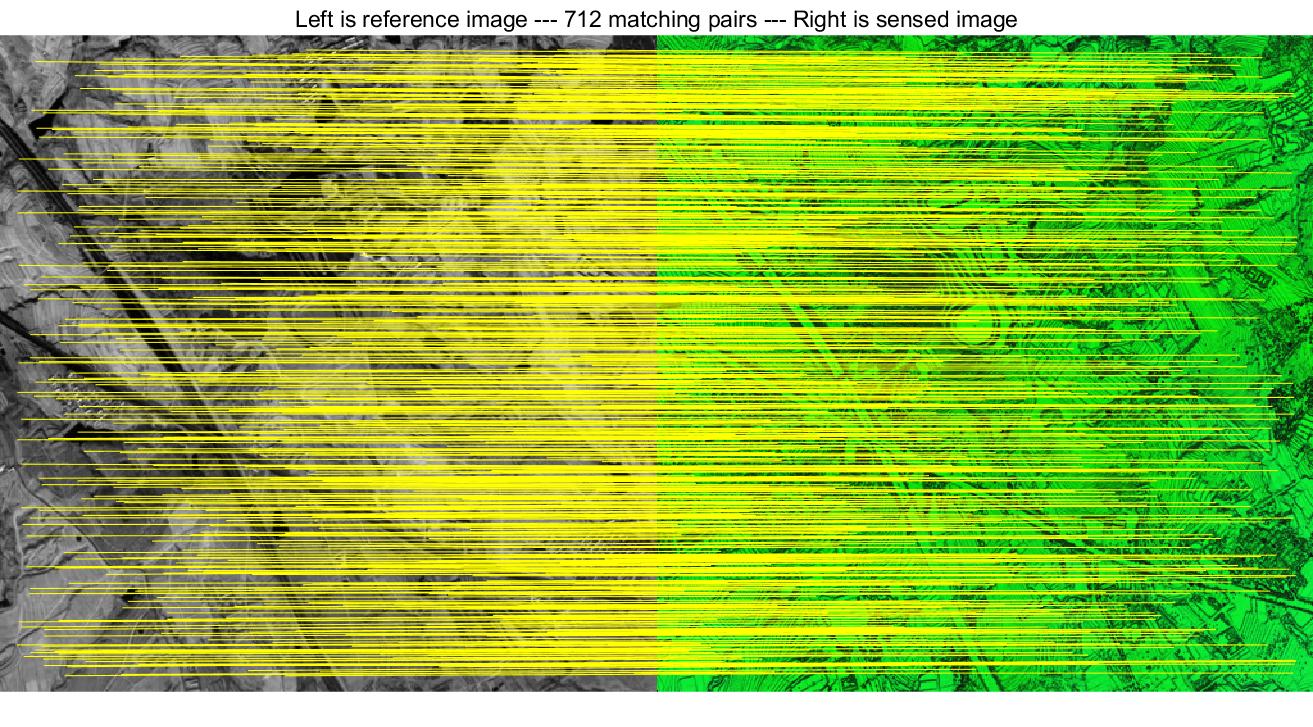 Left is reference image --- 712 matching pairs --- Right is sensed image